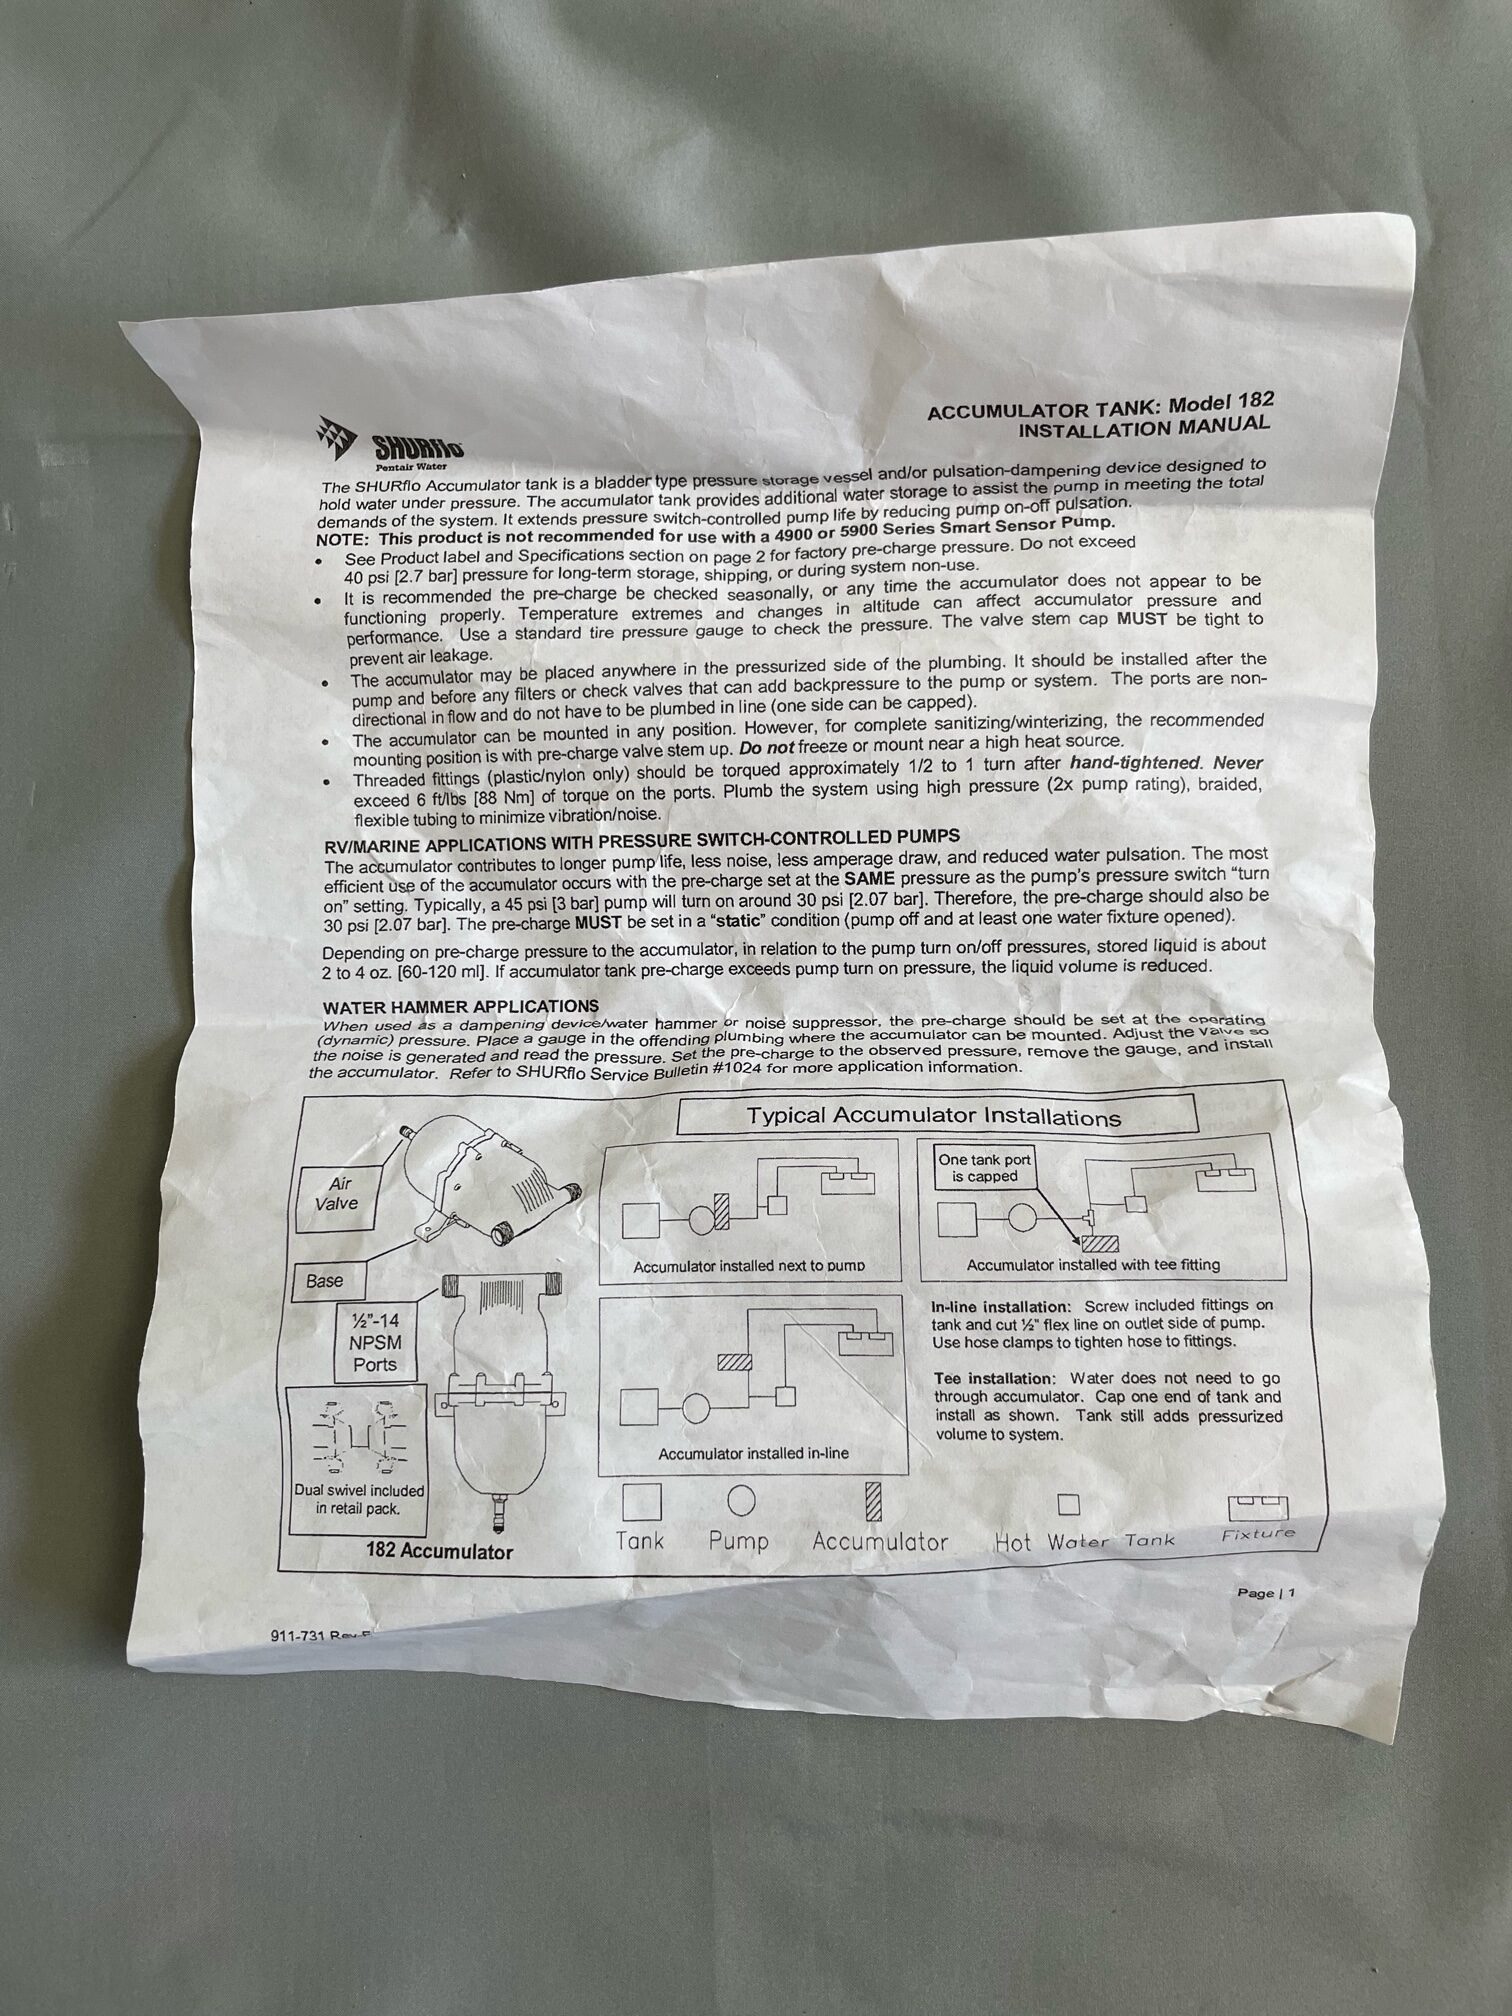 SHURflo
Pentair Water
ACCUMULATOR TANK: Model 182
INSTALLATION MANUAL
The SHURflo Accumulator tank is a bladder type pressure storage vessel and/or pulsation-dampening device designed to
hold water under pressure. The accumulator tank provides additional water storage to assist the pump in meeting the total
demands of the system. It extends pressure switch-controlled pump life by reducing pump on-off pulsation.
NOTE: This product is not recommended for use with a 4900 or 5900 Series Smart Sensor Pump.
• See Product label and Specifications section on page 2 for factory pre-charge pressure. Do not exceed
40 psi [2.7 bar] pressure for long-term storage, shipping, or during system non-use.
• It is recommended the pre-charge be checked seasonally, or any time the accumulator does not appear to be
functioning properly. Temperature extremes and changes in altitude can affect accumulator pressure and
performance. Use a standard tire pressure gauge to check the pressure. The valve stem cap MUST be tight to
prevent air leakage.
• The accumulator may be placed anywhere in the pressurized side of the plumbing. It should be installed after the
pump and before any filters or check valves that can add backpressure to the pump or system. The ports are non-
directional in flow and do not have to be plumbed in line (one side can be capped).
• The accumulator can be mounted in any position. However, for complete sanitizing/winterizing, the recommended
mounting position is with pre-charge valve stem up. Do not freeze or mount near a high heat source.
• Threaded fittings (plastic/nylon only) should be torqued approximately 1/2 to 1 turn after hand-tightened. Never
exceed 6 ft/lbs [88 Nm] of torque on the ports. Plumb the system using high pressure (2x pump rating), braided,
flexible tubing to minimize vibration/noise.
RV/MARINE APPLICATIONS WITH PRESSURE SWITCH-CONTROLLED PUMPS
The accumulator contributes to longer pump life, less noise, less amperage draw, and reduced water pulsation. The most
efficient use of the accumulator occurs with the pre-charge set at the SAME pressure as the pump's pressure switch "turn
on" setting. Typically, a 45 psi [3 bar] pump will turn on around 30 psi [2.07 bar]. Therefore, the pre-charge should also be
30 psi [2.07 bar]. The pre-charge MUST be set in a "static" condition (pump off and at least one water fixture opened).
Depending on pre-charge pressure to the accumulator, in relation to the pump turn on/off pressures, stored liquid is about
2 to 4 oz. [60-120 ml]. If accumulator tank pre-charge exceeds pump turn on pressure, the liquid volume is reduced.
WATER HAMMER APPLICATIONS
When used as a dampening device/water hammer or noise suppressor, the pre-charge should be set at the operating
(dynamic) pressure. Place a gauge in the offending plumbing where the accumulator can be mounted. Adjust the valve so
the noise is generated and read the pressure. Set the pre-charge to the observed pressure, remove the gauge, and install
the accumulator. Refer to SHURflo Service Bulletin #1024 for more application information.
Typical Accumulator Installations
Air
Valve
Base
½"-14
NPSM
Ports
Dual swivel included
in retail pack.
182 Accumulator
Accumulator installed next to pump
One tank port
is capped
Accumulator installed with tee fitting
Accumulator installed in-line
In-line installation: Screw included fittings on
tank and cut ½" flex line on outlet side of pump.
Use hose clamps to tighten hose to fittings.
Tee installation: Water does not need to go
through accumulator. Cap one end of tank and
install as shown. Tank still adds pressurized
volume to system.
Tank Pump Accumulator Hot Water Tank Fixture
Page | 1
911-731 Rev